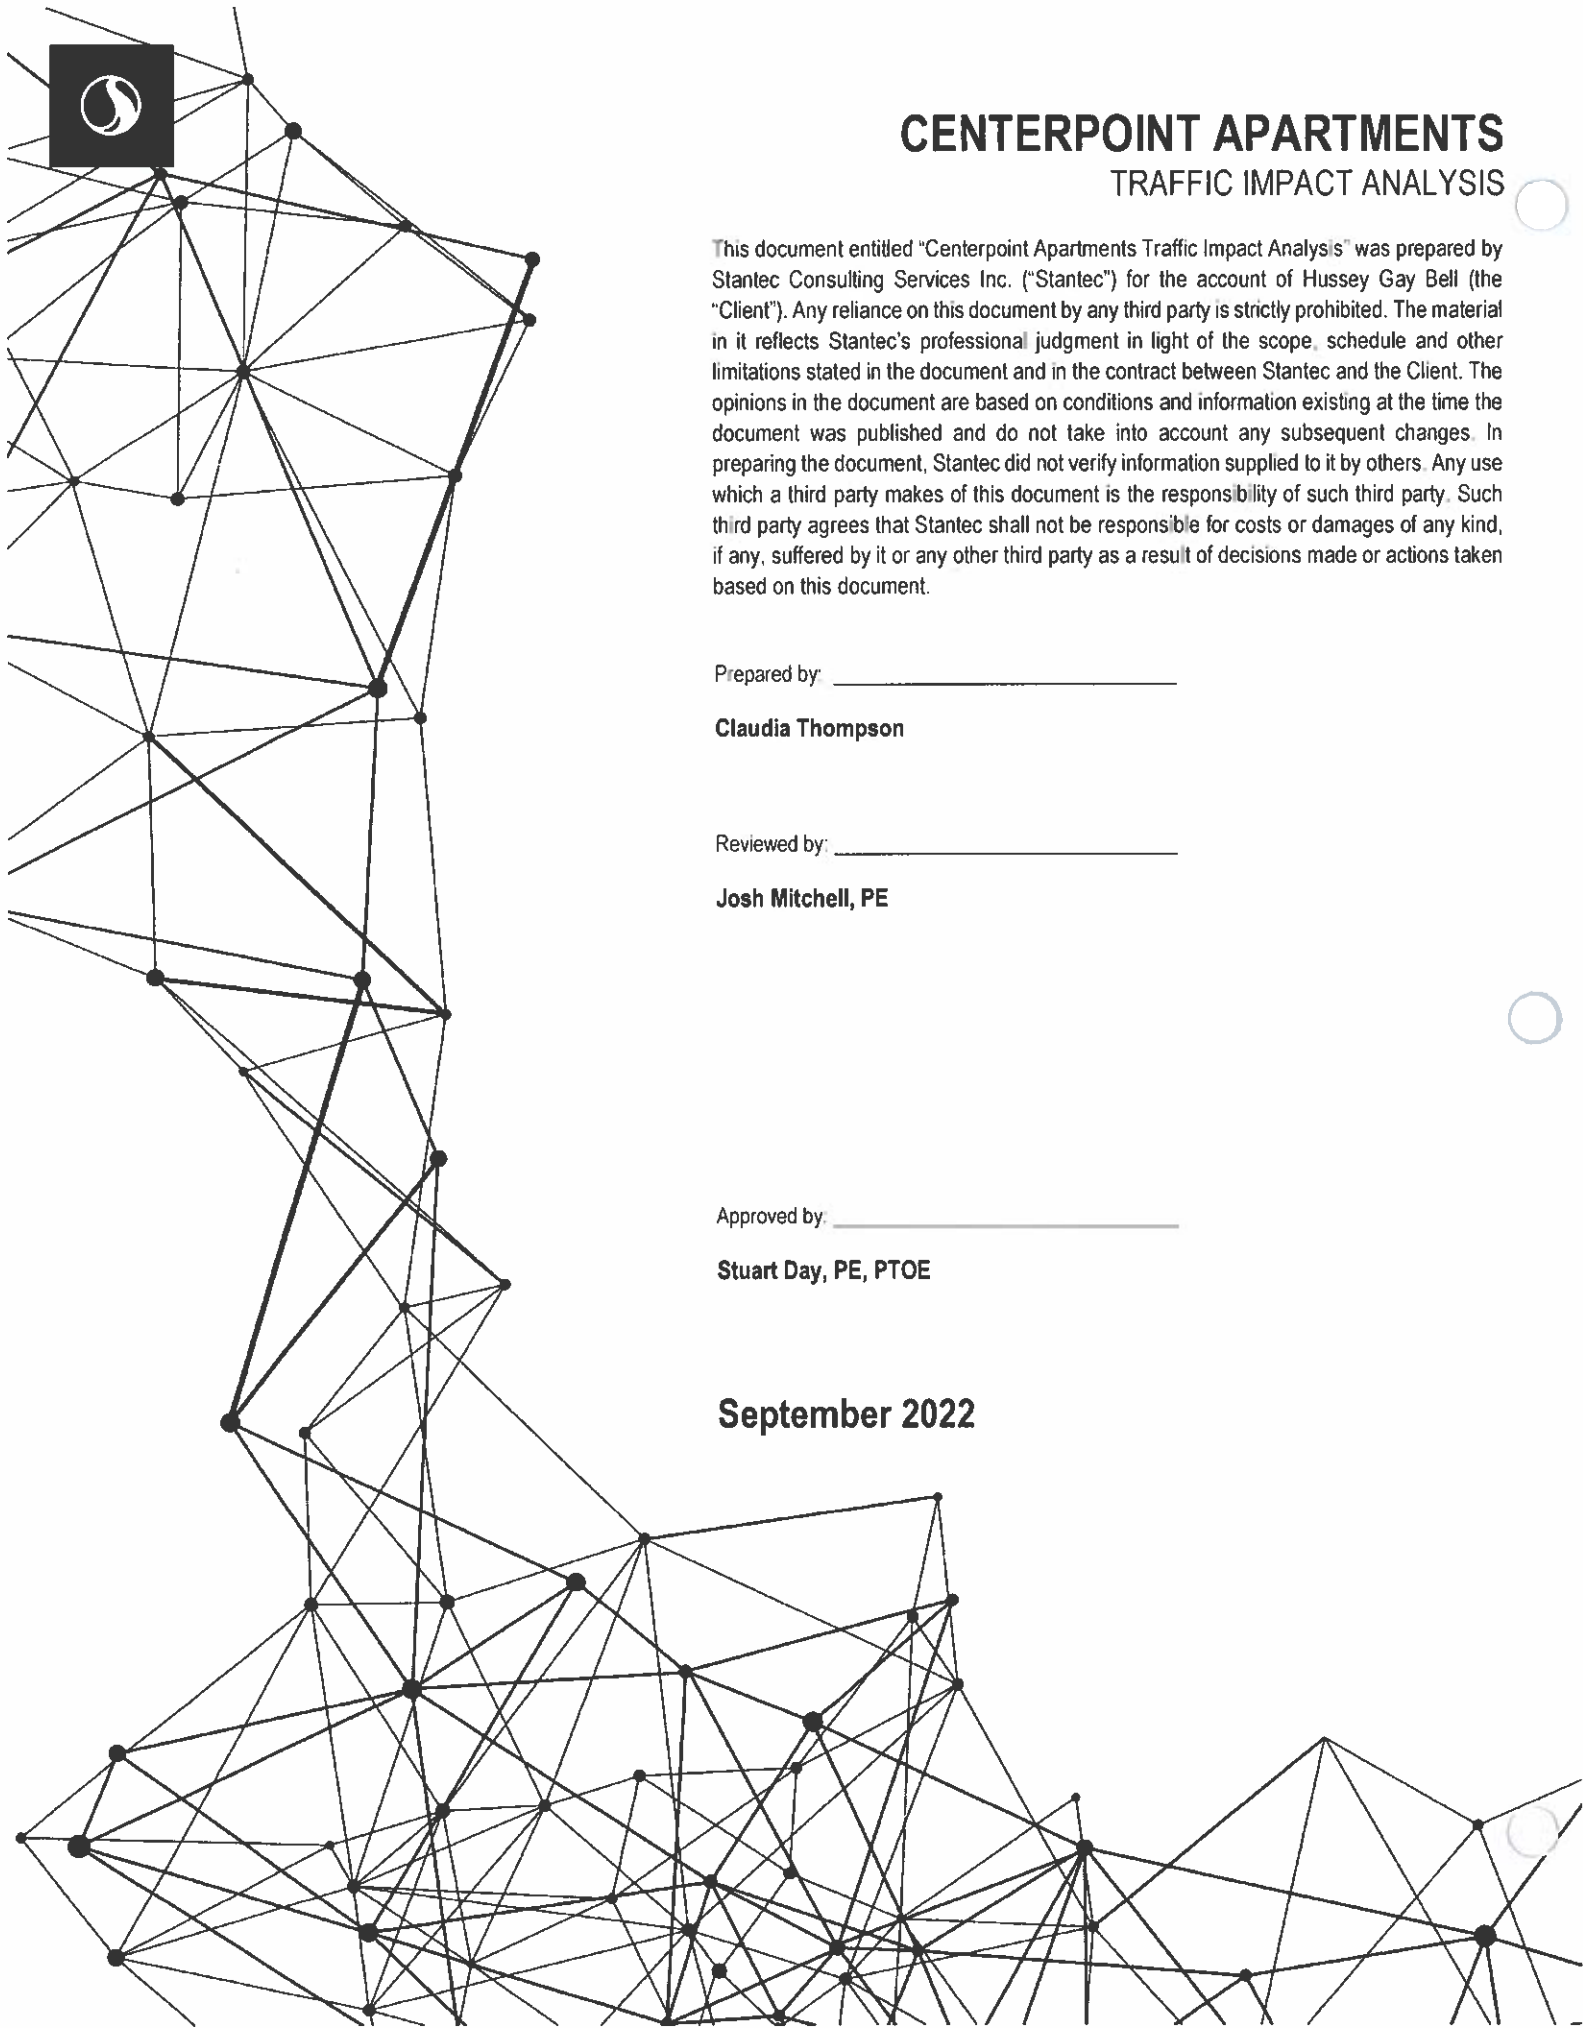 CENTERPOINT APARTMENTS
TRAFFIC IMPACT ANALYSIS
This document entitled “Centerpoint Apartments Traffic Impact Analysis” was prepared by
Stantec Consulting Services Inc. (“Stantec”) for the account of Hussey Gay Bell (the
“Client”). Any reliance on this document by any third party is strictly prohibited. The material
in it reflects Stantec’s professional judgment in light of the scope, schedule and other
limitations stated in the document and in the contract between Stantec and the Client. The
opinions in the document are based on conditions and information existing at the time the
document was published and do not take into account any subsequent changes. In
preparing the document, Stantec did not verify information supplied to it by others. Any use
which a third party makes of this document is the responsibility of such third party. Such
third party agrees that Stantec shall not be responsible for costs or damages of any kind,
if any, suffered by it or any other third party as a result of decisions made or actions taken
based on this document.
Prepared by:
Claudia Thompson
Reviewed by:
Josh Mitchell, PE
Approved by:
Stuart Day, PE, PTOE
September 2022